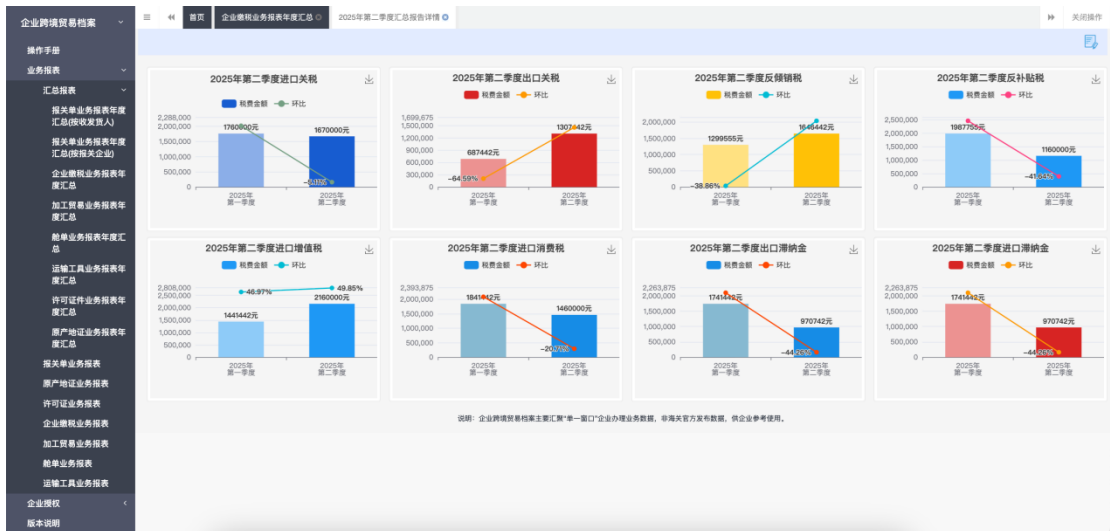 企业跨境贸易档案
首页
企业缴税业务报表年度汇总
2025年第二季度汇总报告详情
关闭操作
操作手册
业务报表
汇总报表
报关单业务报表年度
汇总(按收发货人)
报关单业务报表年度
汇总(按报关企业)
企业缴税业务报表年
度汇总
加工贸易业务报表年
度汇总
舱单业务报表年度汇
总
运输工具业务报表年
度汇总
许可证件业务报表年
度汇总
原产地证业务报表年
度汇总
报关单业务报表
原产地证业务报表
许可证业务报表
企业缴税业务报表
加工贸易业务报表
舱单业务报表
运输工具业务报表
企业授权
版本说明
2025年第二季度进口关税
税费金额 环比
2,288,000
2,000,000
1,500,000
1,000,000
500,000
0
1760800元
1670000元
2025年
第一季度
2025年
第二季度
2025年第二季度出口关税
税费金额 环比
1,699,675
1,500,000
1,200,000
900,000
600,000
300,000
0
687442元
1307442元
-64.59%
2025年
第一季度
2025年
第二季度
2025年第二季度反倾销税
税费金额 环比
2,000,000
1,500,000
1,000,000
500,000
0
1299555元
1646442元
-38.86%
2025年
第一季度
2025年
第二季度
2025年第二季度反补贴税
税费金额 环比
2,500,000
2,000,000
1,500,000
1,000,000
500,000
0
1987755元
1160000元
2025年
第一季度
2025年
第二季度
2025年第二季度进口增值税
税费金额 环比
2,808,000
2,500,000
2,000,000
1,500,000
1,000,000
500,000
0
46.97%
49.85%
1441442元
2160000元
2025年
第一季度
2025年
第二季度
2025年第二季度进口消费税
税费金额 环比
2,393,875
2,000,000
1,500,000
1,000,000
500,000
0
1841442元
1460000元
2025年
第一季度
2025年
第二季度
2025年第二季度出口滞纳金
税费金额 环比
2,263,875
2,000,000
1,500,000
1,000,000
500,000
0
1741442元
970742元
-44.26%
2025年
第一季度
2025年
第二季度
2025年第二季度进口滞纳金
税费金额 环比
2,263,875
2,000,000
1,500,000
1,000,000
500,000
0
1741442元
970742元
-44.26%
2025年
第一季度
2025年
第二季度
说明：企业跨境贸易档案主要汇聚"单一窗口"企业办理业务数据，非海关官方发布数据，供企业参考使用。